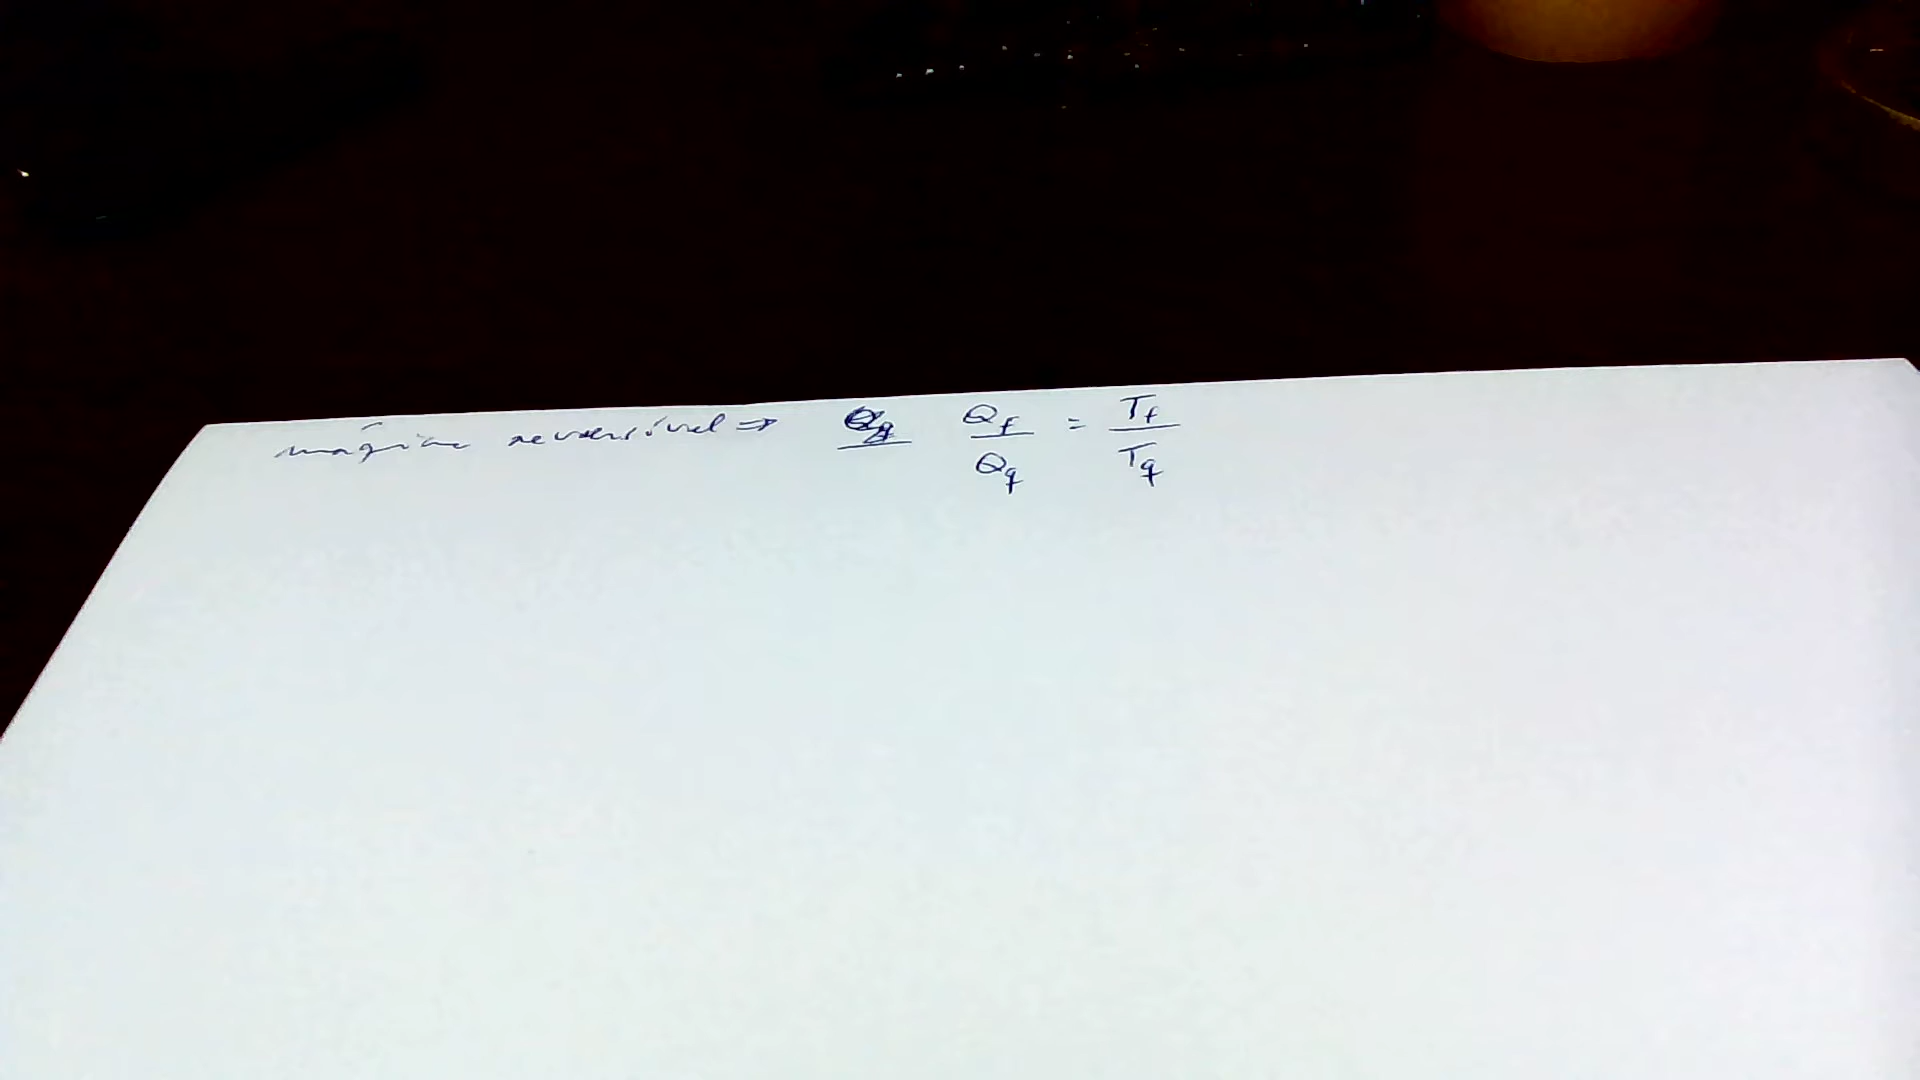 máquina reversível ⇒ Qf/Qq = Tf/Tq